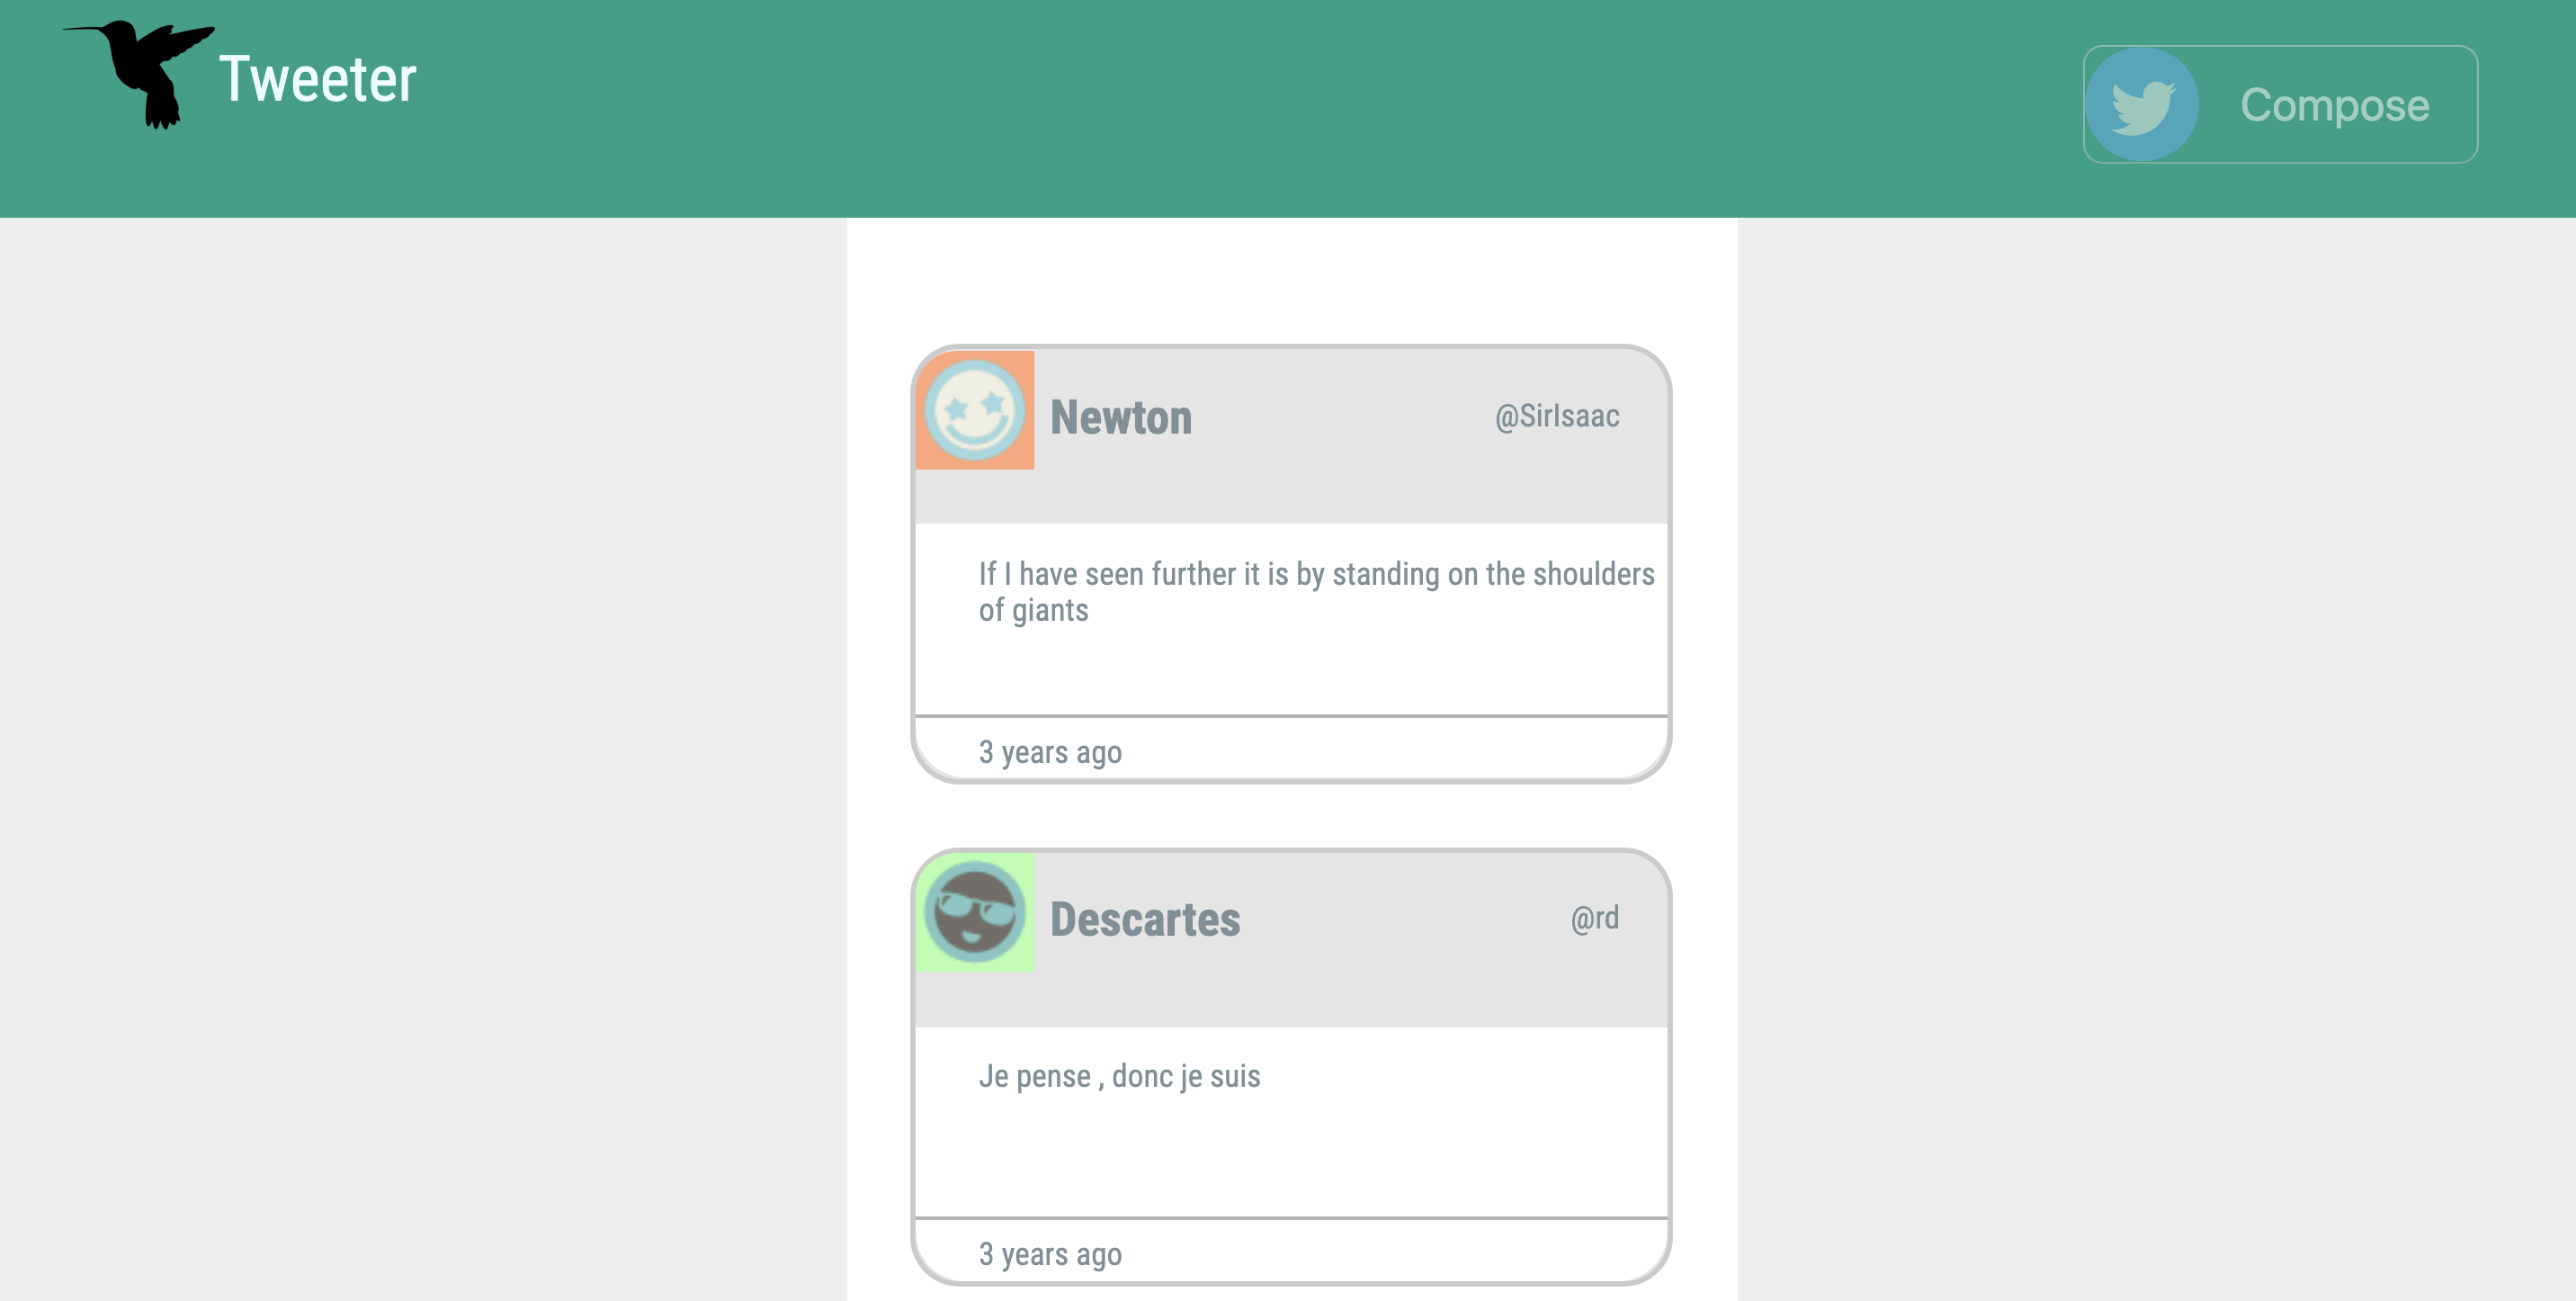 Tweeter
Compose
Newton
@SirIsaac
If I have seen further it is by standing on the shoulders
of giants
3 years ago
Descartes
@rd
Je pense , donc je suis
3 years ago